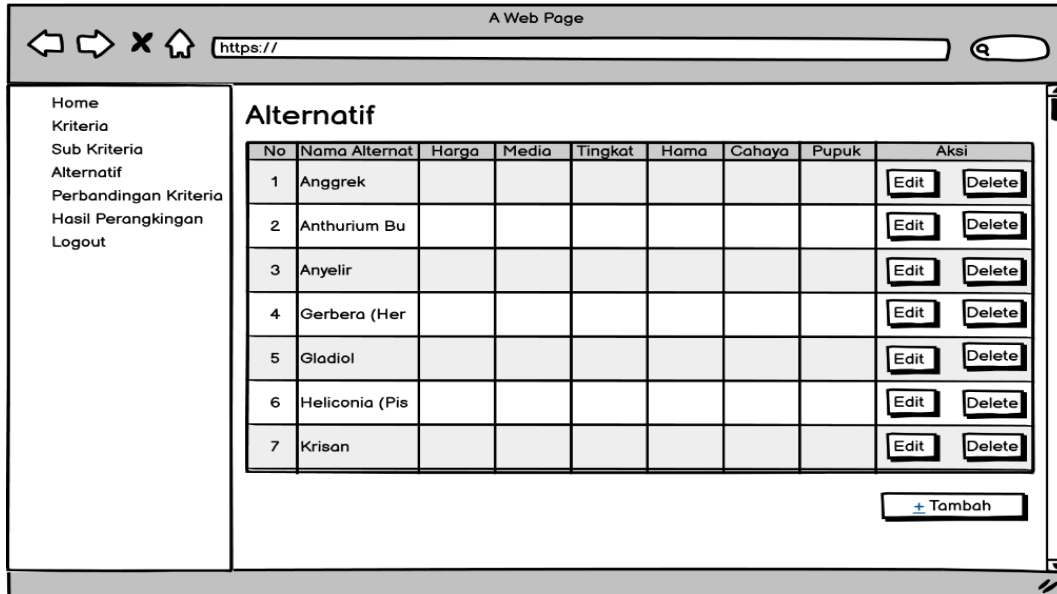 A Web Page
https://
Home
Kriteria
Sub Kriteria
Alternatif
Perbandingan Kriteria
Hasil Perangkingan
Logout
Alternatif
No Nama Alternat Harga Media Tingkat Hama Cahaya Pupuk Aksi
1 Anggrek Edit Delete
2 Anthurium Bu Edit Delete
3 Anyelir Edit Delete
4 Gerbera (Her Edit Delete
5 Gladiol Edit Delete
6 Heliconia (Pis Edit Delete
7 Krisan Edit Delete
+ Tambah